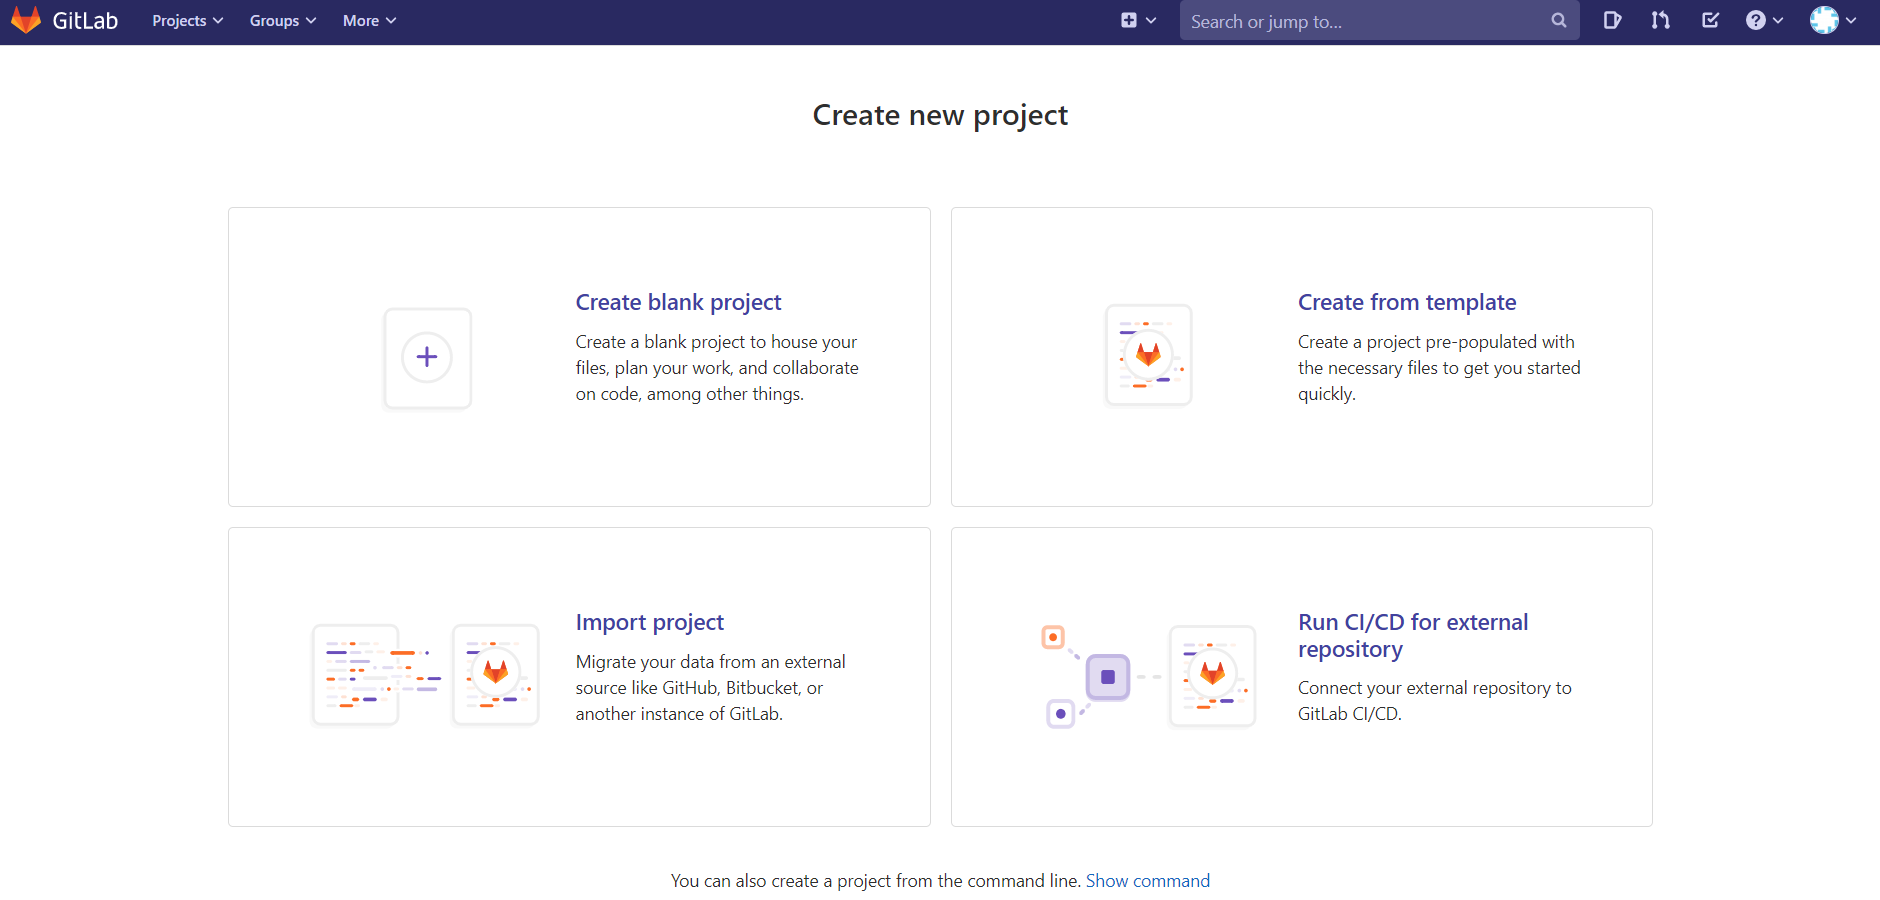 GitLab Projects Groups More Search or jump to...
Create new project
Create blank project
Create a blank project to house your
files, plan your work, and collaborate
on code, among other things.
Create from template
Create a project pre-populated with
the necessary files to get you started
quickly.
Import project
Migrate your data from an external
source like GitHub, Bitbucket, or
another instance of GitLab.
Run CI/CD for external
repository
Connect your external repository to
GitLab CI/CD.
You can also create a project from the command line. Show command